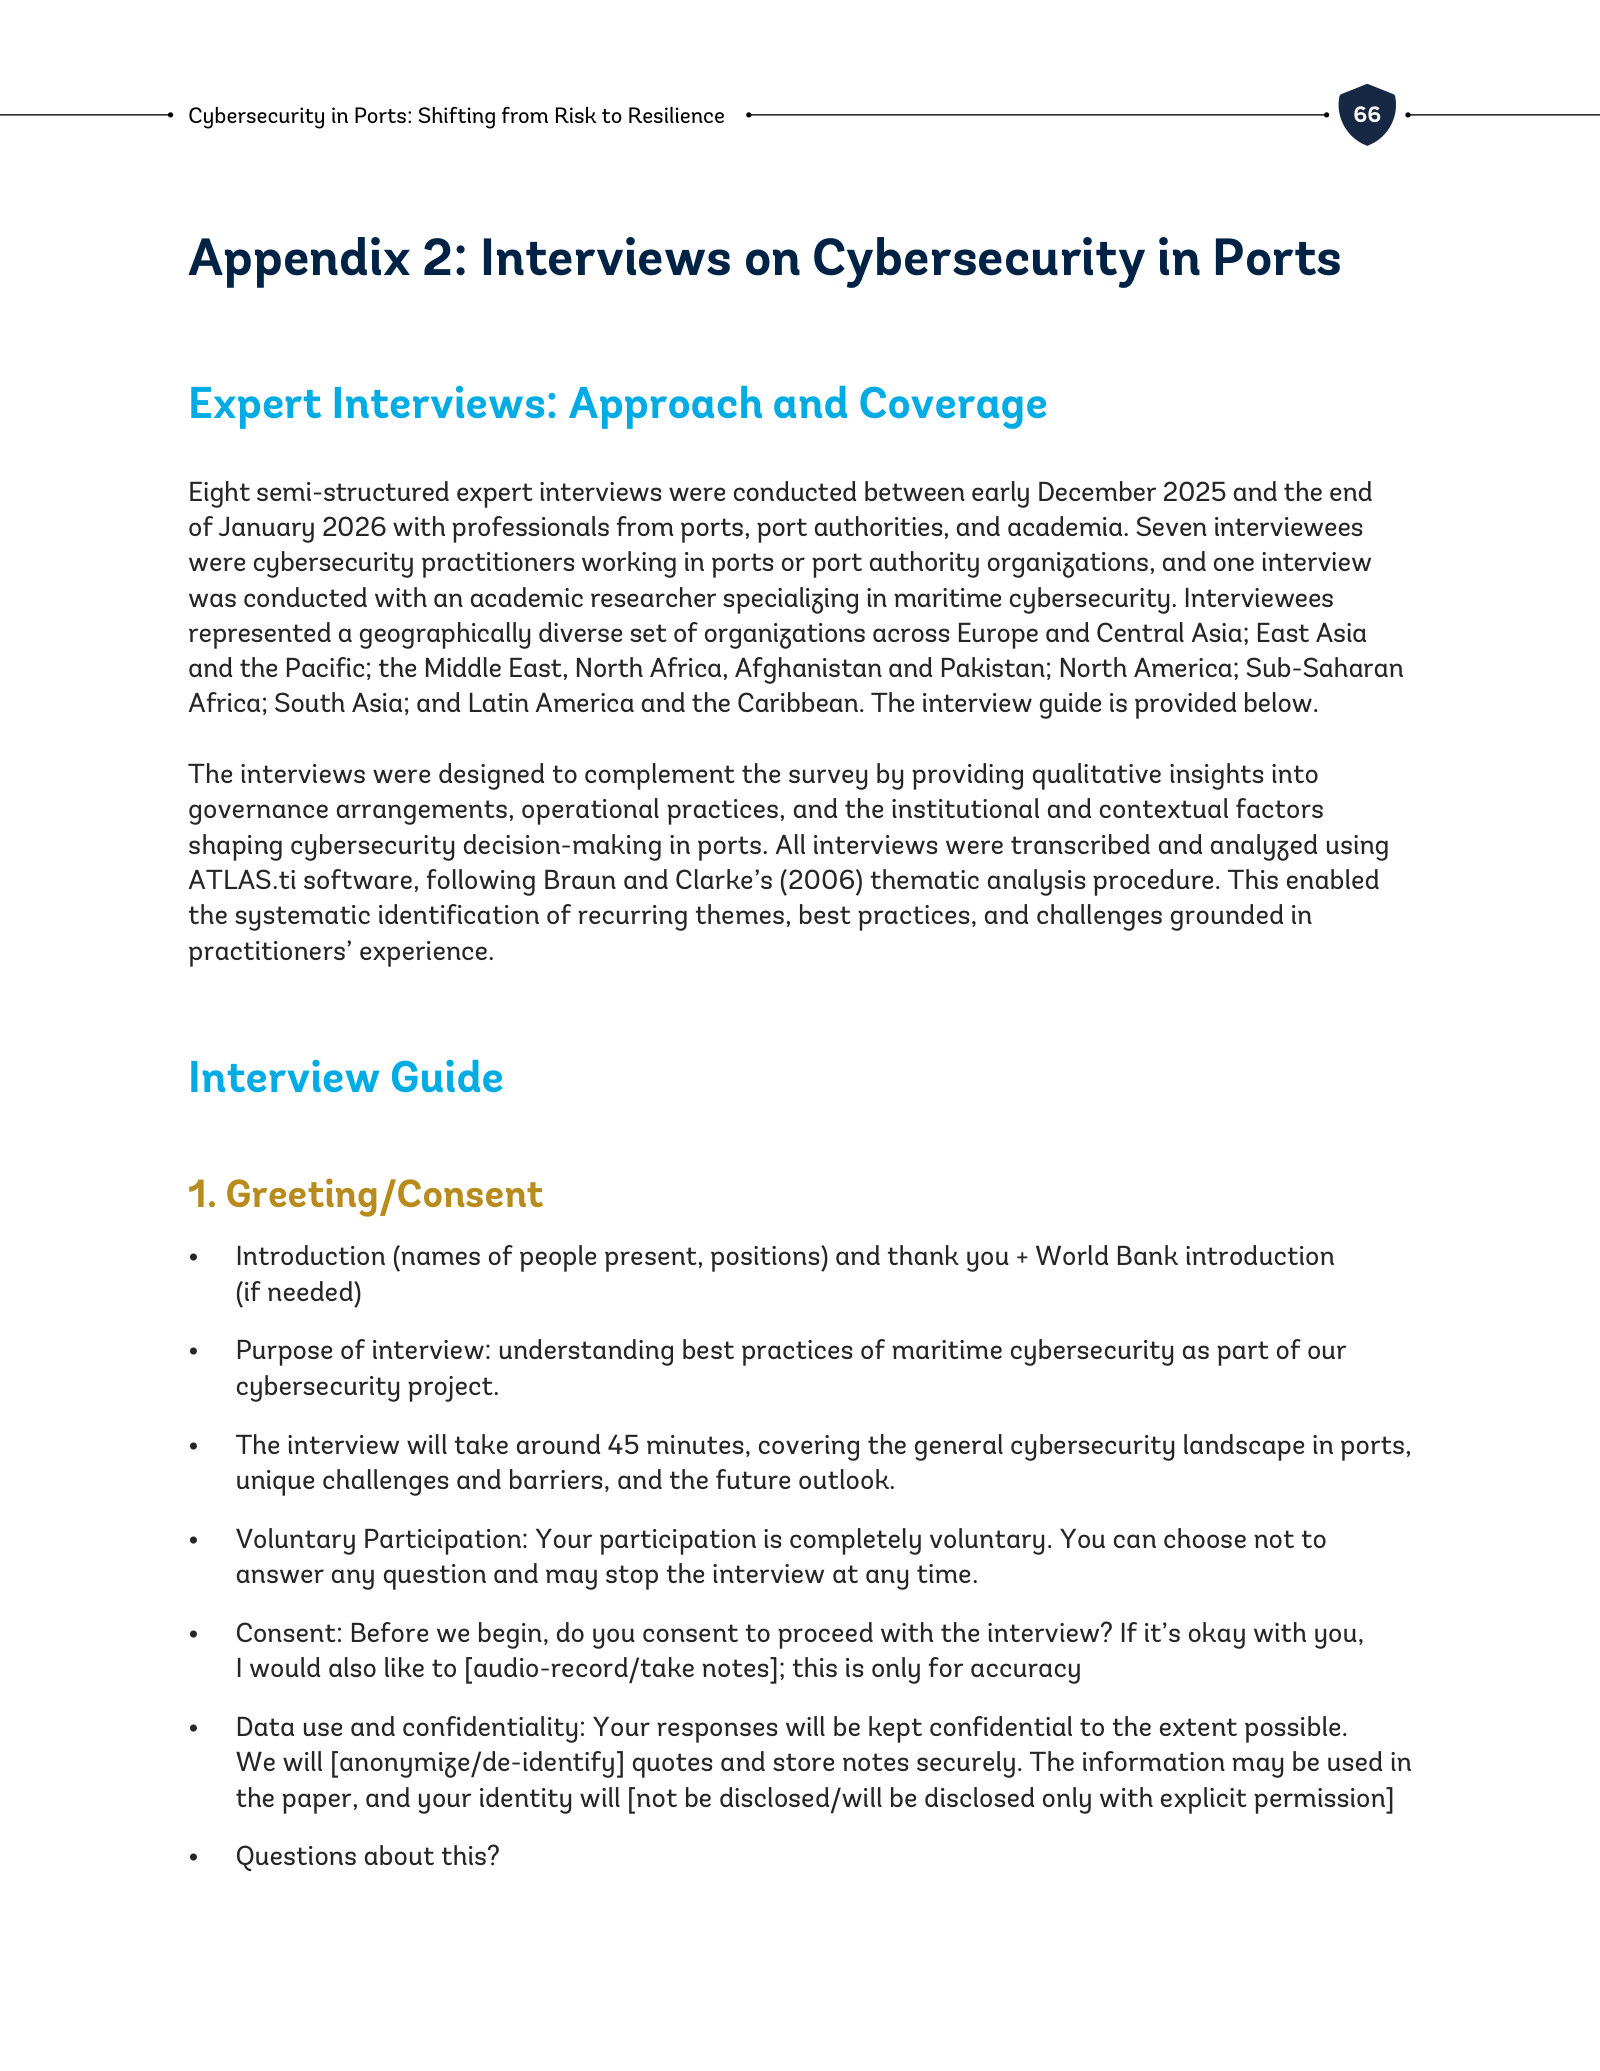 Cybersecurity in Ports: Shifting from Risk to Resilience
66
Appendix 2: Interviews on Cybersecurity in Ports
Expert Interviews: Approach and Coverage
Eight semi-structured expert interviews were conducted between early December 2025 and the end
of January 2026 with professionals from ports, port authorities, and academia. Seven interviewees
were cybersecurity practitioners working in ports or port authority organizations, and one interview
was conducted with an academic researcher specializing in maritime cybersecurity. Interviewees
represented a geographically diverse set of organizations across Europe and Central Asia; East Asia
and the Pacific; the Middle East, North Africa, Afghanistan and Pakistan; North America; Sub-Saharan
Africa; South Asia; and Latin America and the Caribbean. The interview guide is provided below.
The interviews were designed to complement the survey by providing qualitative insights into
governance arrangements, operational practices, and the institutional and contextual factors
shaping cybersecurity decision-making in ports. All interviews were transcribed and analyzed using
ATLAS.ti software, following Braun and Clarke’s (2006) thematic analysis procedure. This enabled
the systematic identification of recurring themes, best practices, and challenges grounded in
practitioners’ experience.
Interview Guide
1. Greeting/Consent
• Introduction (names of people present, positions) and thank you + World Bank introduction
(if needed)
• Purpose of interview: understanding best practices of maritime cybersecurity as part of our
cybersecurity project.
• The interview will take around 45 minutes, covering the general cybersecurity landscape in ports,
unique challenges and barriers, and the future outlook.
• Voluntary Participation: Your participation is completely voluntary. You can choose not to
answer any question and may stop the interview at any time.
• Consent: Before we begin, do you consent to proceed with the interview? If it’s okay with you,
I would also like to [audio-record/take notes]; this is only for accuracy
• Data use and confidentiality: Your responses will be kept confidential to the extent possible.
We will [anonymize/de-identify] quotes and store notes securely. The information may be used in
the paper, and your identity will [not be disclosed/will be disclosed only with explicit permission]
• Questions about this?